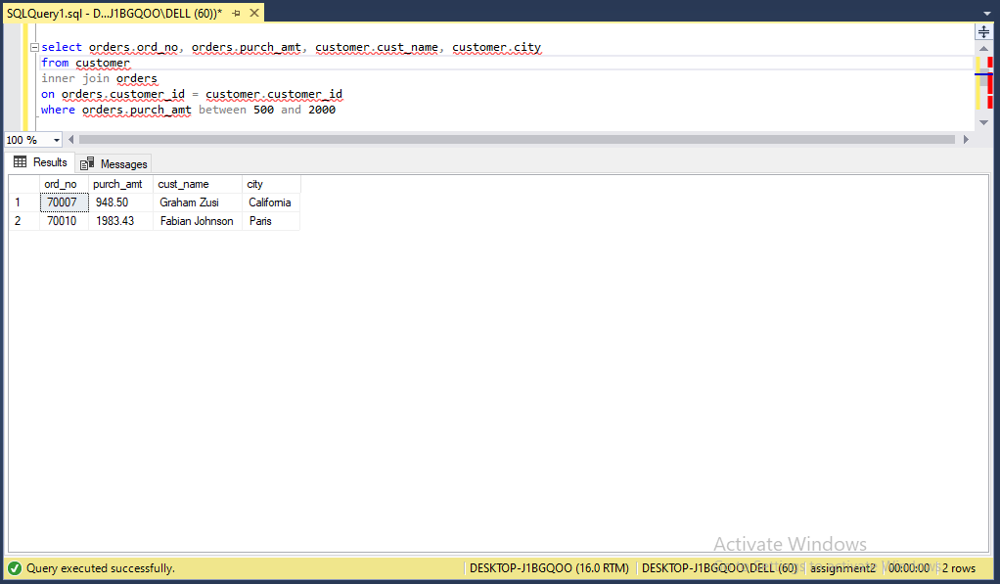 SQLQuery1.sql - D...J1BGQOO\DELL (60))*
select orders.ord_no, orders.purch_amt, customer.cust_name, customer.city
from customer
inner join orders
on orders.customer_id = customer.customer_id
where orders.purch_amt between 500 and 2000
100 %
Results Messages
ord_no purch_amt cust_name city
1 70007 948.50 Graham Zusi California
2 70010 1983.43 Fabian Johnson Paris
Activate Windows
Query executed successfully. DESKTOP-J1BGQOO (16.0 RTM) DESKTOP-J1BGQOO\DELL (60) assignment2 00:00:00 2 rows